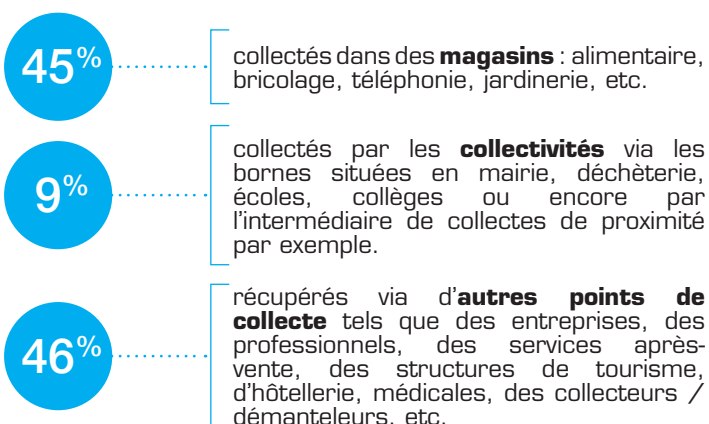 45%
collectés dans des magasins : alimentaire,
bricolage, téléphonie, jardinerie, etc.
9%
collectés par les collectivités via les
bornes situées en mairie, déchèterie,
écoles, collèges ou encore par
l'intermédiaire de collectes de proximité
par exemple.
46%
récupérés via d'autres points de
collecte tels que des entreprises, des
professionnels, des services après-
vente, des structures de tourisme,
d'hôtellerie, médicales, des collecteurs /
démanteleurs, etc.